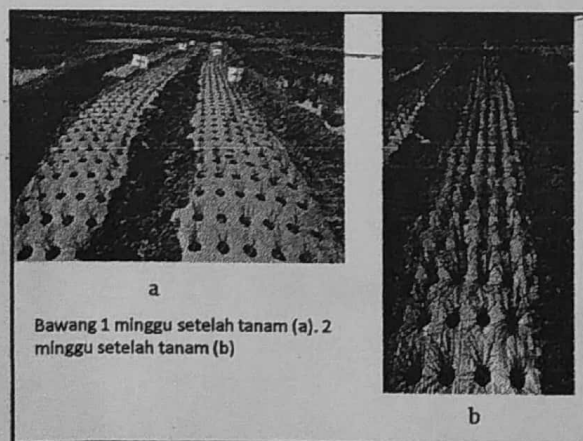 a
Bawang 1 minggu setelah tanam (a). 2
minggu setelah tanam (b)
b